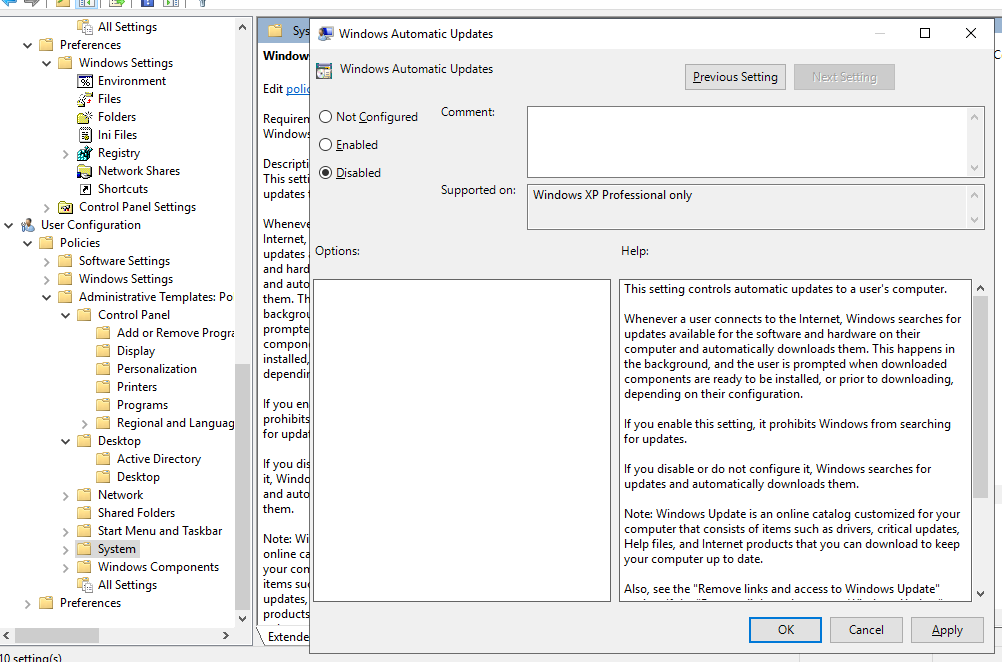 All Settings
Preferences
Windows Settings
Environment
Files
Folders
Ini Files
Registry
Network Shares
Shortcuts
Control Panel Settings
User Configuration
Policies
Software Settings
Windows Settings
Administrative Templates: Po
Control Panel
Add or Remove Progra
Display
Personalization
Printers
Programs
Regional and Languag
Desktop
Active Directory
Desktop
Network
Shared Folders
Start Menu and Taskbar
System
Windows Components
All Settings
Preferences
10 setting(s)
Sys
Window
Edit polic
Requirem
Windows
Descripti
This setti
updates t
Wheneve
Internet,
updates
and hard
and auto
them. Th
backgrou
prompte
compon
installed,
dependin
If you en
prohibits
for updat
If you dis
it, Windo
and auto
them.
Note: Wi
online ca
your com
items suc
updates,
products
Extende
Windows Automatic Updates
Windows Automatic Updates
Previous Setting
Next Setting
Not Configured
Enabled
Disabled
Comment:
Supported on:
Windows XP Professional only
Options:
Help:
This setting controls automatic updates to a user's computer.
Whenever a user connects to the Internet, Windows searches for
updates available for the software and hardware on their
computer and automatically downloads them. This happens in
the background, and the user is prompted when downloaded
components are ready to be installed, or prior to downloading,
depending on their configuration.
If you enable this setting, it prohibits Windows from searching
for updates.
If you disable or do not configure it, Windows searches for
updates and automatically downloads them.
Note: Windows Update is an online catalog customized for your
computer that consists of items such as drivers, critical updates,
Help files, and Internet products that you can download to keep
your computer up to date.
Also, see the "Remove links and access to Windows Update"
OK
Cancel
Apply